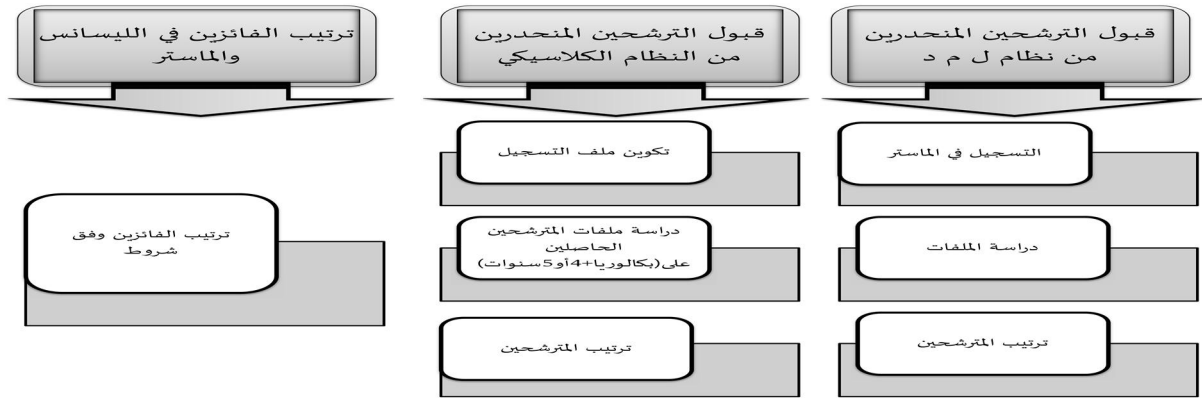 قبول الترشحين المنحدرين
من نظام ل م د
التسجيل في الماستر
دراسة الملفات
ترتيب المترشحين
قبول الترشحين المنحدرين
من النظام الكلاسيكي
تكوين ملف التسجيل
دراسة ملفات المترشحين
الحاصلين
على(بكالوريا+4أو5سنوات)
ترتيب المترشحين
ترتيب الفائزين في الليسانس
والماستر
ترتيب الفائزين وفق
شروط